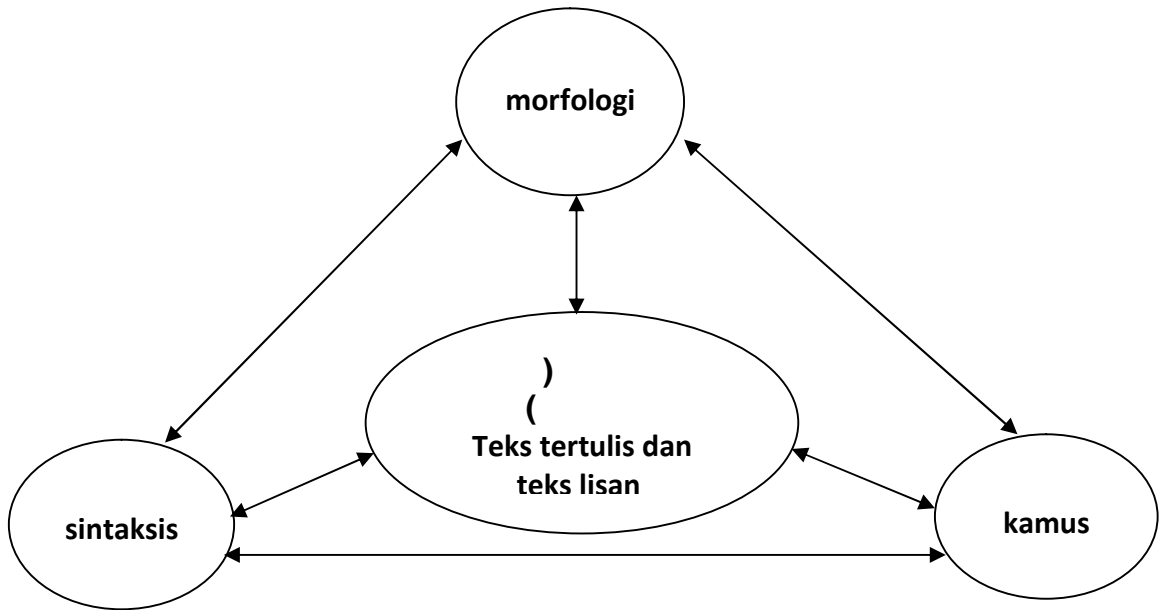 morfologi
)
(
Teks tertulis dan
teks lisan
sintaksis
kamus